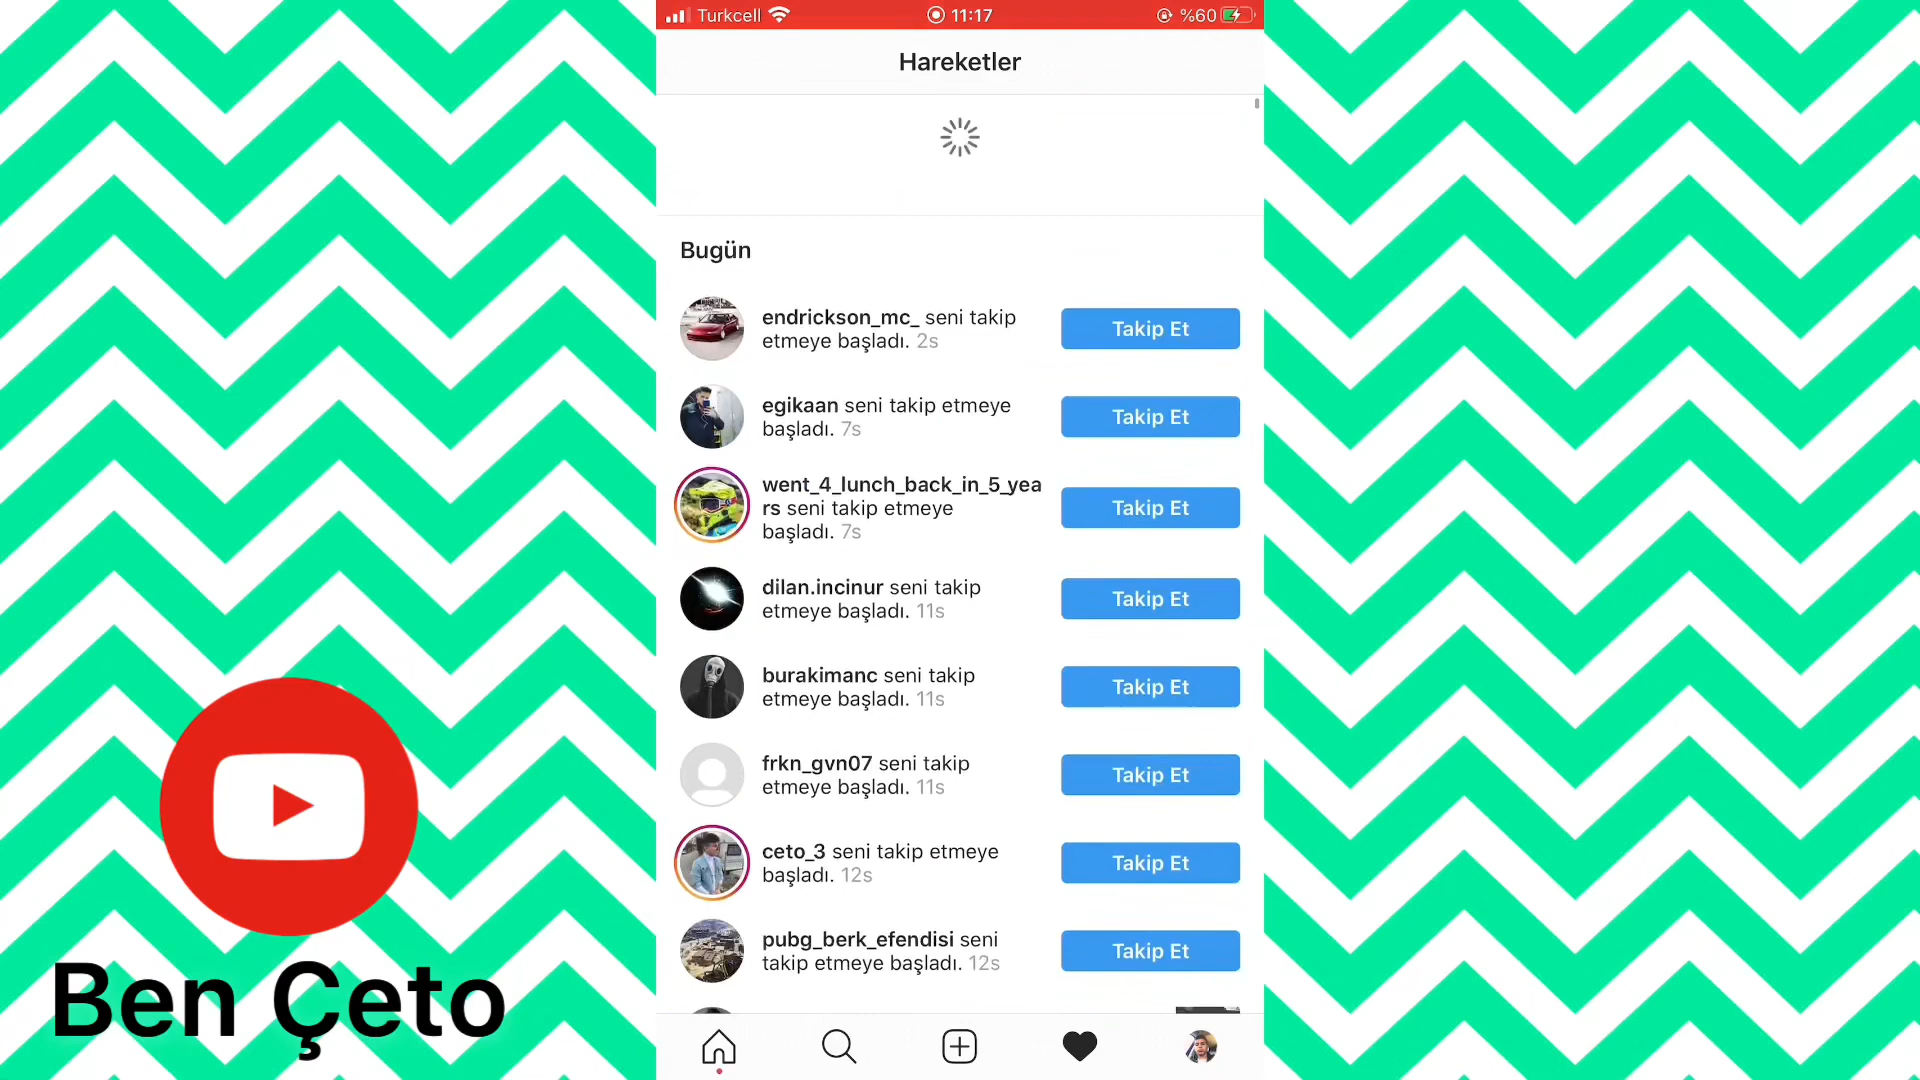 Turkcell 11:17 %60
Hareketler
Bugün
endrickson_mc_ seni takip
etmeye başladı. 2s
Takip Et
egikaan seni takip etmeye
başladı. 7s
Takip Et
went_4_lunch_back_in_5_yea
rs seni takip etmeye
başladı. 7s
Takip Et
dilan.incinur seni takip
etmeye başladı. 11s
Takip Et
burakimanc seni takip
etmeye başladı. 11s
Takip Et
frkn_gvn07 seni takip
etmeye başladı. 11s
Takip Et
ceto_3 seni takip etmeye
başladı. 12s
Takip Et
pubg_berk_efendisi seni
takip etmeye başladı. 12s
Takip Et
Ben Çeto